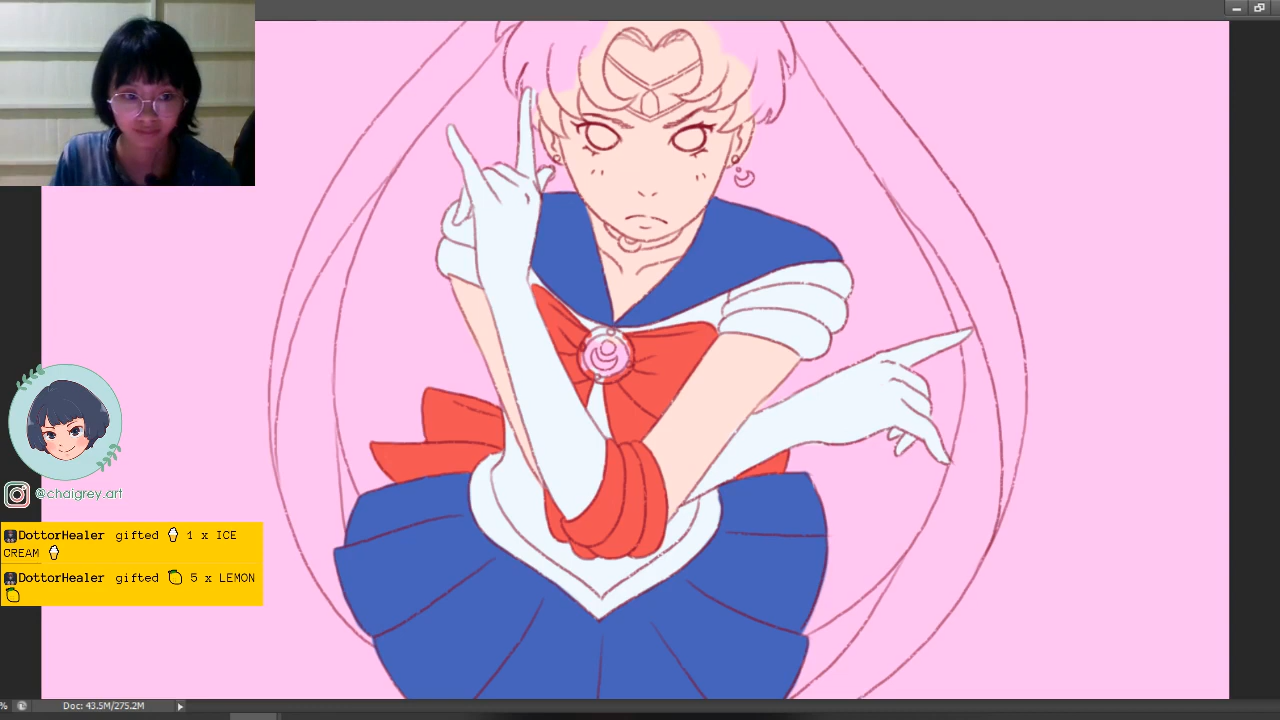 @chaigrey.art
DottorHealer gifted 1 x ICE
CREAM
DottorHealer gifted 5 x LEMON
% Doc: 43.5M/275.2M